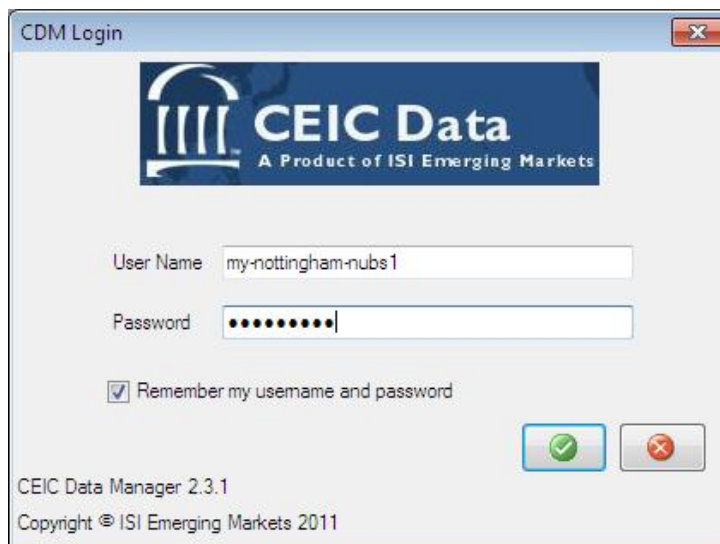 CDM Login
CEIC Data
A Product of ISI Emerging Markets
User Name my-nottingham-nubs1
Password •••••••••
Remember my username and password
CEIC Data Manager 2.3.1
Copyright © ISI Emerging Markets 2011